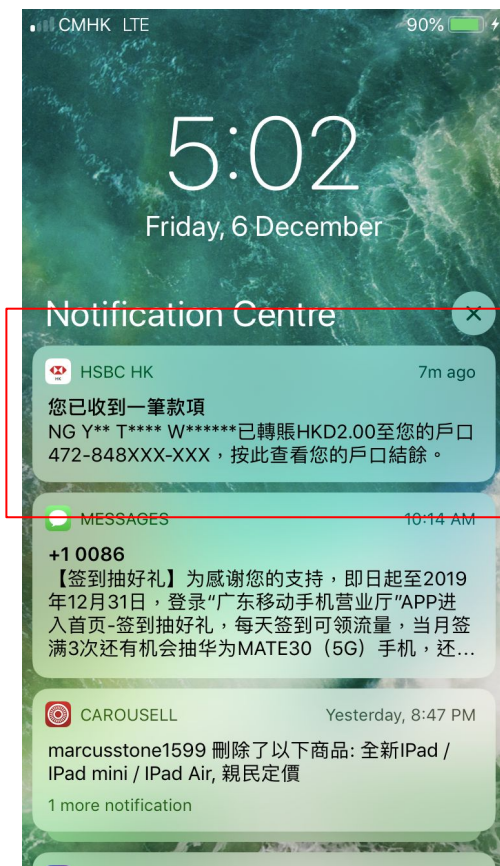 CMHK LTE 90%
5:02
Friday, 6 December
Notification Centre
HSBC HK 7m ago
您已收到一筆款項
NG Y** T**** W******已轉賬HKD2.00至您的戶口
472-848XXX-XXX，按此查看您的戶口結餘。
MESSAGES 10:14 AM
+1 0086
【签到抽好礼】为感谢您的支持，即日起至2019
年12月31日，登录“广东移动手机营业厅”APP进
入首页-签到抽好礼，每天签到可领流量，当月签
满3次还有机会抽华为MATE30（5G）手机，还...
CAROUSELL Yesterday, 8:47 PM
marcusstone1599 刪除了以下商品: 全新IPad /
IPad mini / IPad Air, 親民定價
1 more notification